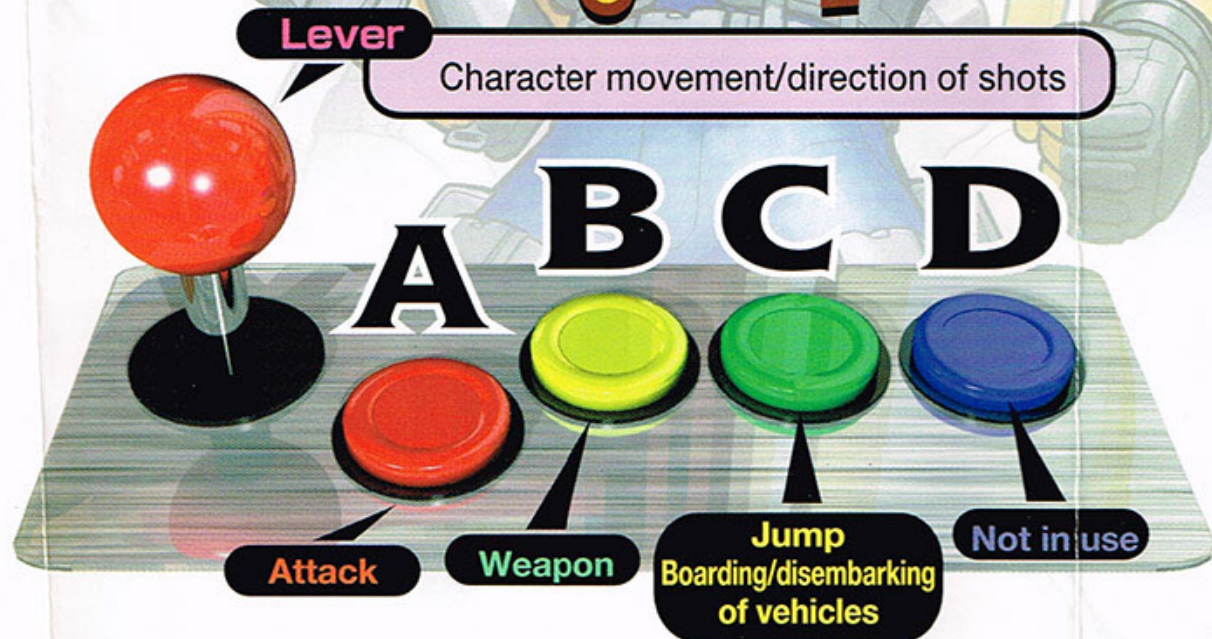 Lever
Character movement/direction of shots
A
B
C
D
Attack
Weapon
Jump
Boarding/disembarking
of vehicles
Not in use